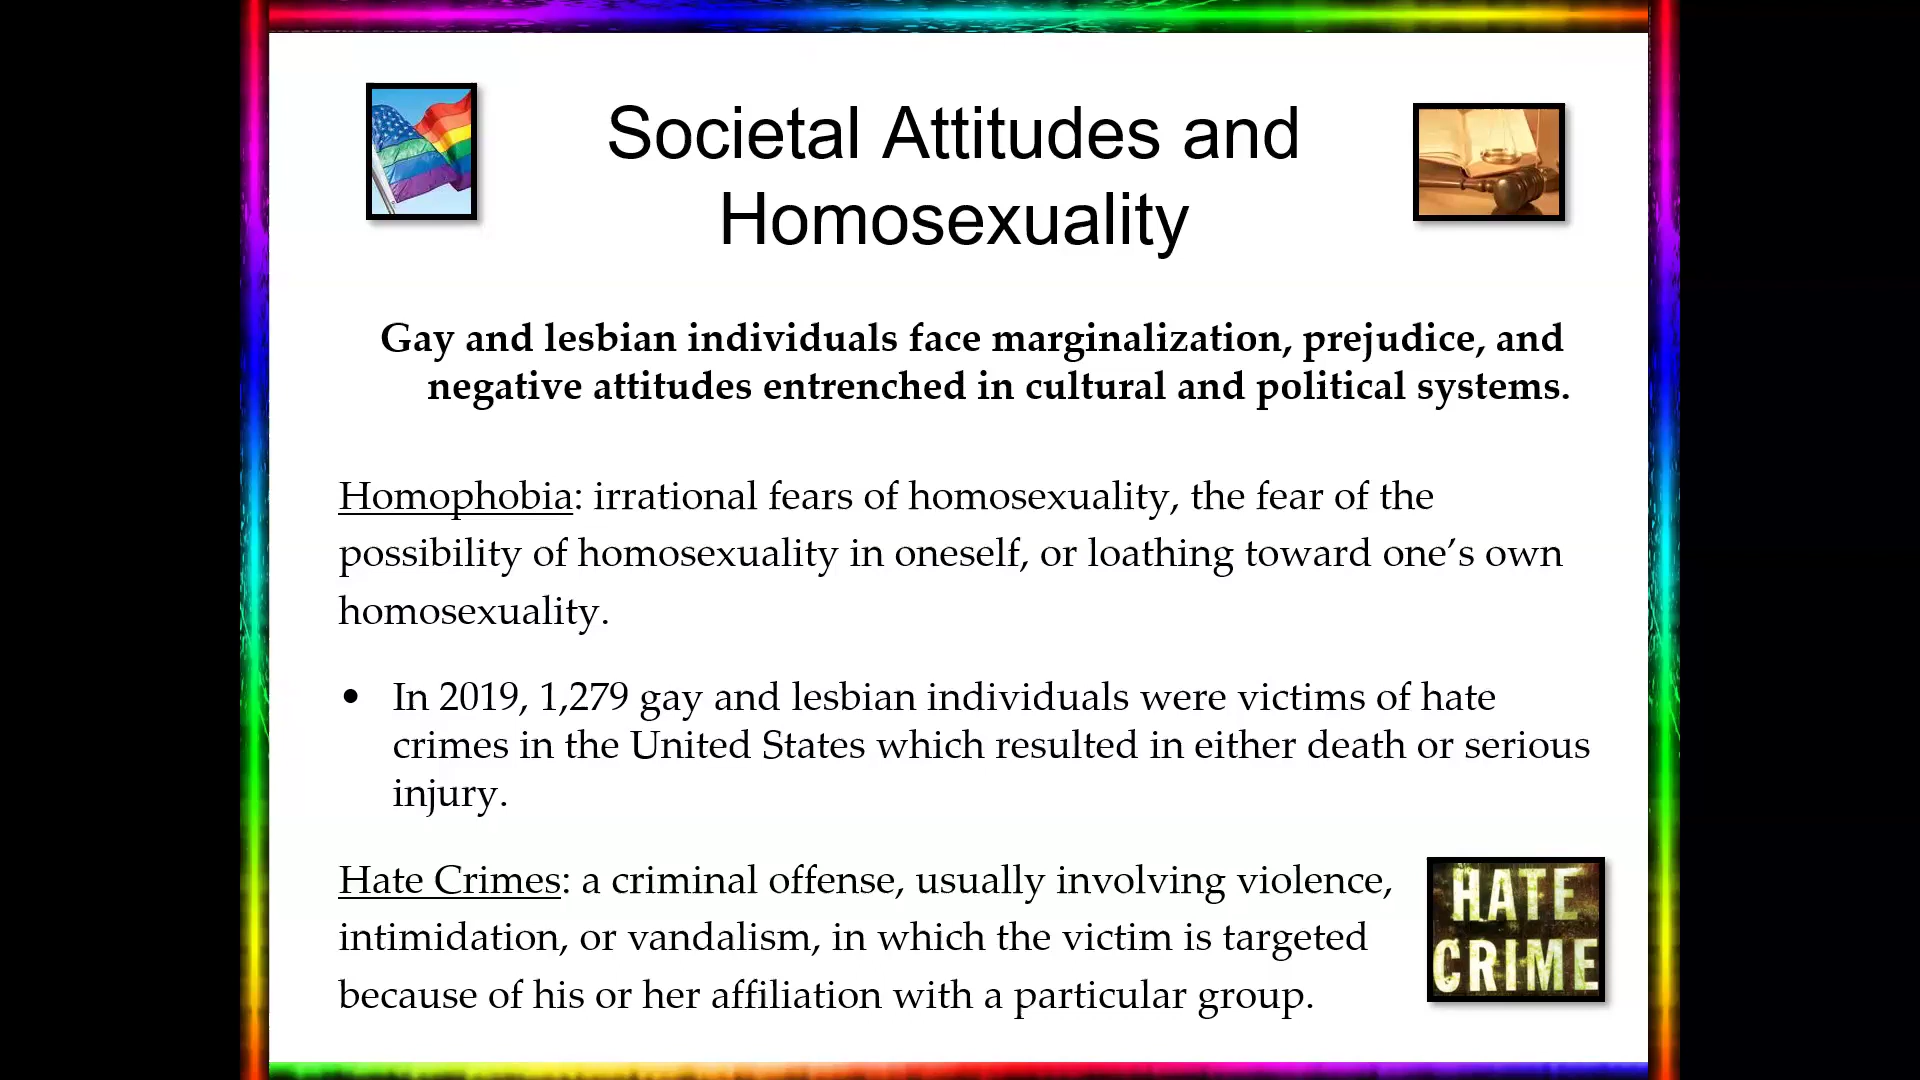 Societal Attitudes and
Homosexuality
Gay and lesbian individuals face marginalization, prejudice, and
negative attitudes entrenched in cultural and political systems.
Homophobia: irrational fears of homosexuality, the fear of the
possibility of homosexuality in oneself, or loathing toward one’s own
homosexuality.
• In 2019, 1,279 gay and lesbian individuals were victims of hate
crimes in the United States which resulted in either death or serious
injury.
Hate Crimes: a criminal offense, usually involving violence,
intimidation, or vandalism, in which the victim is targeted
because of his or her affiliation with a particular group.
HATE
CRIME